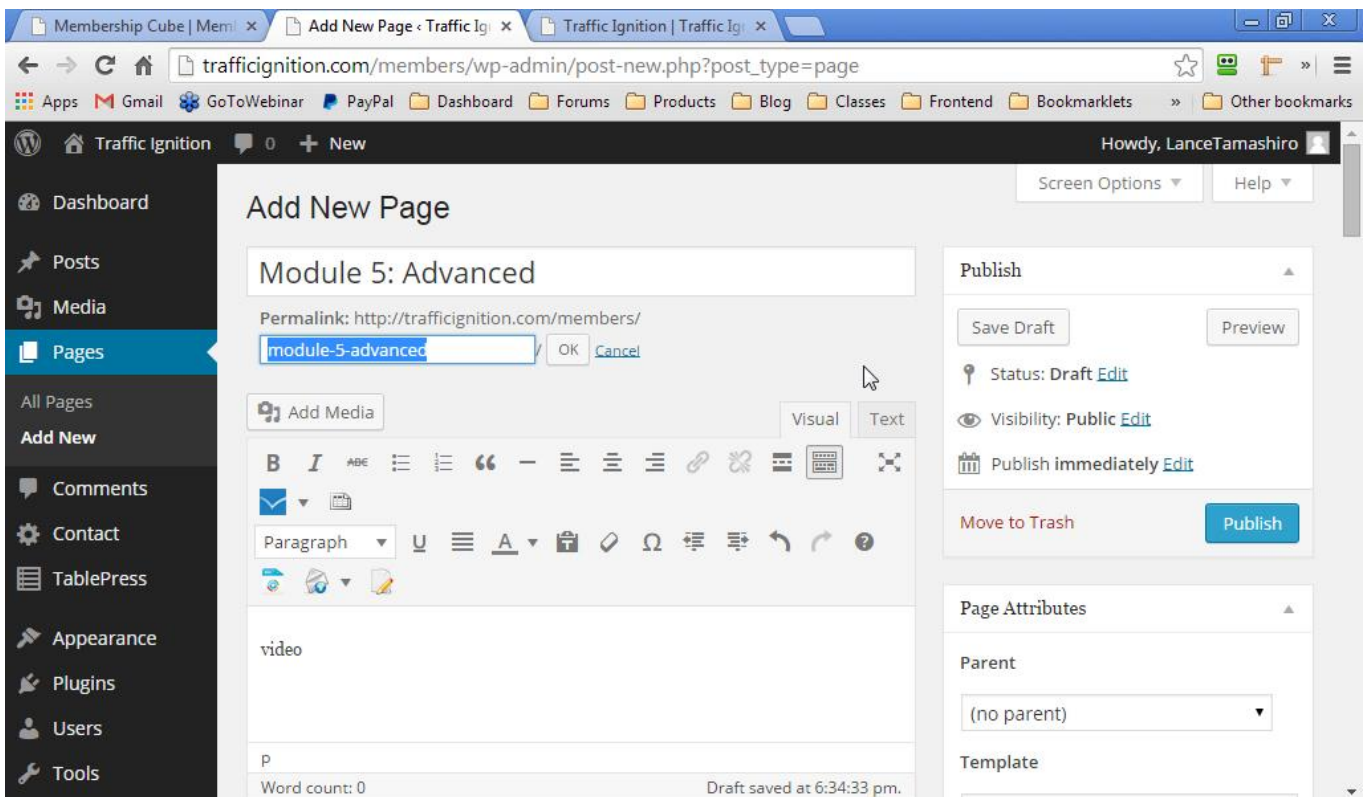 Membership Cube | Mem
Add New Page ‹ Traffic Ig
Traffic Ignition | Traffic Ig
trafficignition.com/members/wp-admin/post-new.php?post_type=page
Apps Gmail GoToWebinar PayPal Dashboard Forums Products Blog Classes Frontend Bookmarklets » Other bookmarks
Traffic Ignition 0 + New Howdy, LanceTamashiro
Screen Options Help
Dashboard
Posts
Media
Pages
All Pages
Add New
Comments
Contact
TablePress
Appearance
Plugins
Users
Tools
Add New Page
Module 5: Advanced
Permalink: http://trafficignition.com/members/
module-5-advanced / OK Cancel
Add Media Visual Text
B I ABC
Paragraph U A Ω
video
p
Word count: 0 Draft saved at 6:34:33 pm.
Publish
Save Draft Preview
Status: Draft Edit
Visibility: Public Edit
Publish immediately Edit
Move to Trash Publish
Page Attributes
Parent
(no parent)
Template